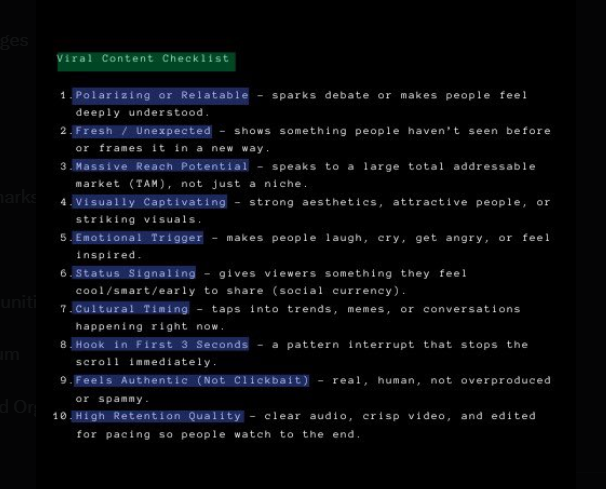 Viral Content Checklist
1. Polarizing or Relatable – sparks debate or makes people feel
deeply understood.
2. Fresh / Unexpected – shows something people haven't seen before
or frames it in a new way.
3. Massive Reach Potential – speaks to a large total addressable
market (TAM), not just a niche.
4. Visually Captivating – strong aesthetics, attractive people, or
striking visuals.
5. Emotional Trigger – makes people laugh, cry, get angry, or feel
inspired.
6. Status Signaling – gives viewers something they feel
cool/smart/early to share (social currency).
7. Cultural Timing – taps into trends, memes, or conversations
happening right now.
8. Hook in First 3 Seconds – a pattern interrupt that stops the
scroll immediately.
9. Feels Authentic (Not Clickbait) – real, human, not overproduced
or spammy.
10. High Retention Quality – clear audio, crisp video, and edited
for pacing so people watch to the end.